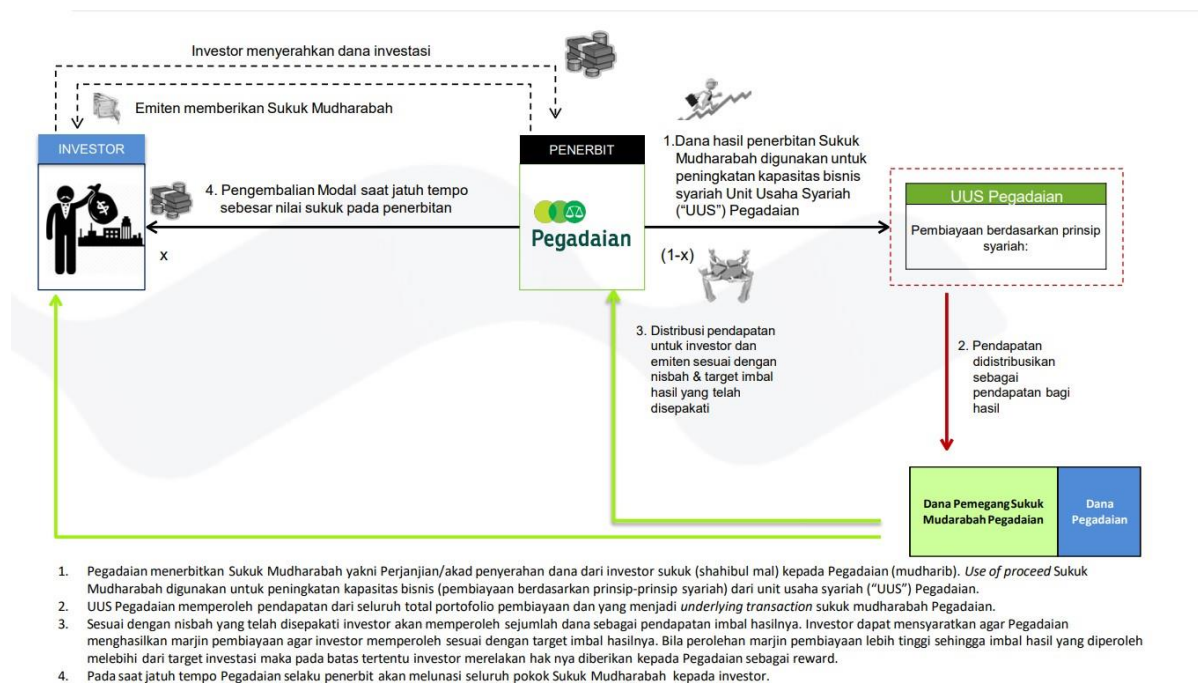 Investor menyerahkan dana investasi
Emiten memberikan Sukuk Mudharabah
INVESTOR
4. Pengembalian Modal saat jatuh tempo
sebesar nilai sukuk pada penerbitan
x
PENERBIT
Pegadaian
1.Dana hasil penerbitan Sukuk
Mudharabah digunakan untuk
peningkatan kapasitas bisnis
syariah Unit Usaha Syariah
("UUS") Pegadaian
(1-x)
UUS Pegadaian
Pembiayaan berdasarkan prinsip
syariah:
3. Distribusi pendapatan
untuk investor dan
emiten sesuai dengan
nisbah & target imbal
hasil yang telah
disepakati
2. Pendapatan
didistribusikan
sebagai
pendapatan bagi
hasil
Dana Pemegang Sukuk
Mudarabah Pegadaian
Dana
Pegadaian
1. Pegadaian menerbitkan Sukuk Mudharabah yakni Perjanjian/akad penyerahan dana dari investor sukuk (shahibul mal) kepada Pegadaian (mudharib). Use of proceed Sukuk
Mudharabah digunakan untuk peningkatan kapasitas bisnis (pembiayaan berdasarkan prinsip-prinsip syariah) dari unit usaha syariah ("UUS") Pegadaian.
2. UUS Pegadaian memperoleh pendapatan dari seluruh total portofolio pembiayaan dan yang menjadi underlying transaction sukuk mudharabah Pegadaian.
3. Sesuai dengan nisbah yang telah disepakati investor akan memperoleh sejumlah dana sebagai pendapatan imbal hasilnya. Investor dapat mensyaratkan agar Pegadaian
menghasilkan marjin pembiayaan agar investor memperoleh sesuai dengan target imbal hasilnya. Bila perolehan marjin pembiayaan lebih tinggi sehingga imbal hasil yang diperoleh
melebihi dari target investasi maka pada batas tertentu investor merelakan hak nya diberikan kepada Pegadaian sebagai reward.
4. Pada saat jatuh tempo Pegadaian selaku penerbit akan melunasi seluruh pokok Sukuk Mudharabah kepada investor.